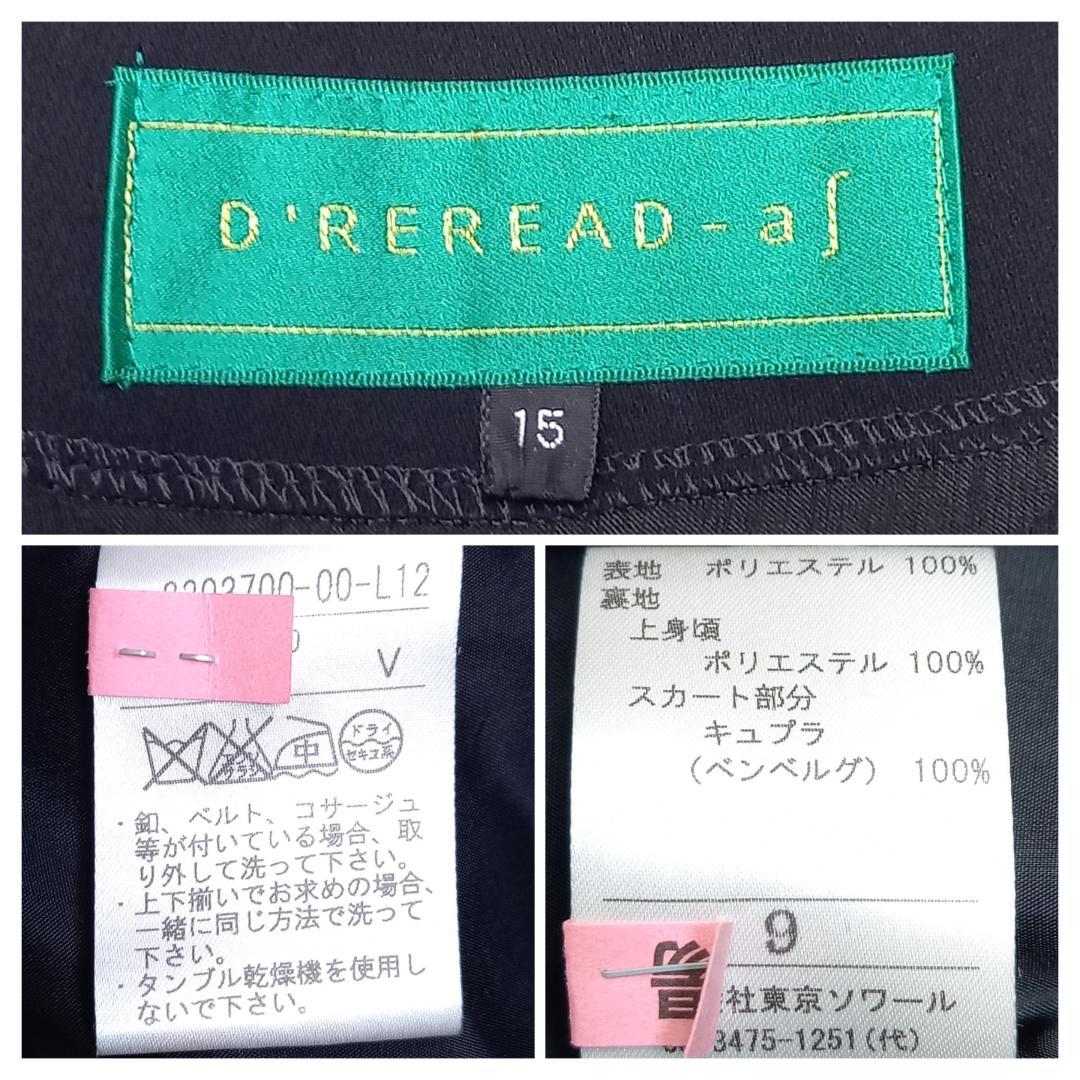 D'REREAD-a∫
15
00-L12
V
サラシ
中
ドライ
セキユ系
・釦、ベルト、コサージュ
等が付いている場合、取
り外して洗って下さい。
・上下揃いでお求めの場合、
一緒に同じ方法で洗って
下さい。
・タンブル乾燥機を使用し
ないで下さい。
表地 ポリエステル 100%
裏地
上身頃
ポリエステル 100%
スカート部分
キュプラ
(ベンベルグ) 100%
9
社東京ソワール
3475-1251(代)